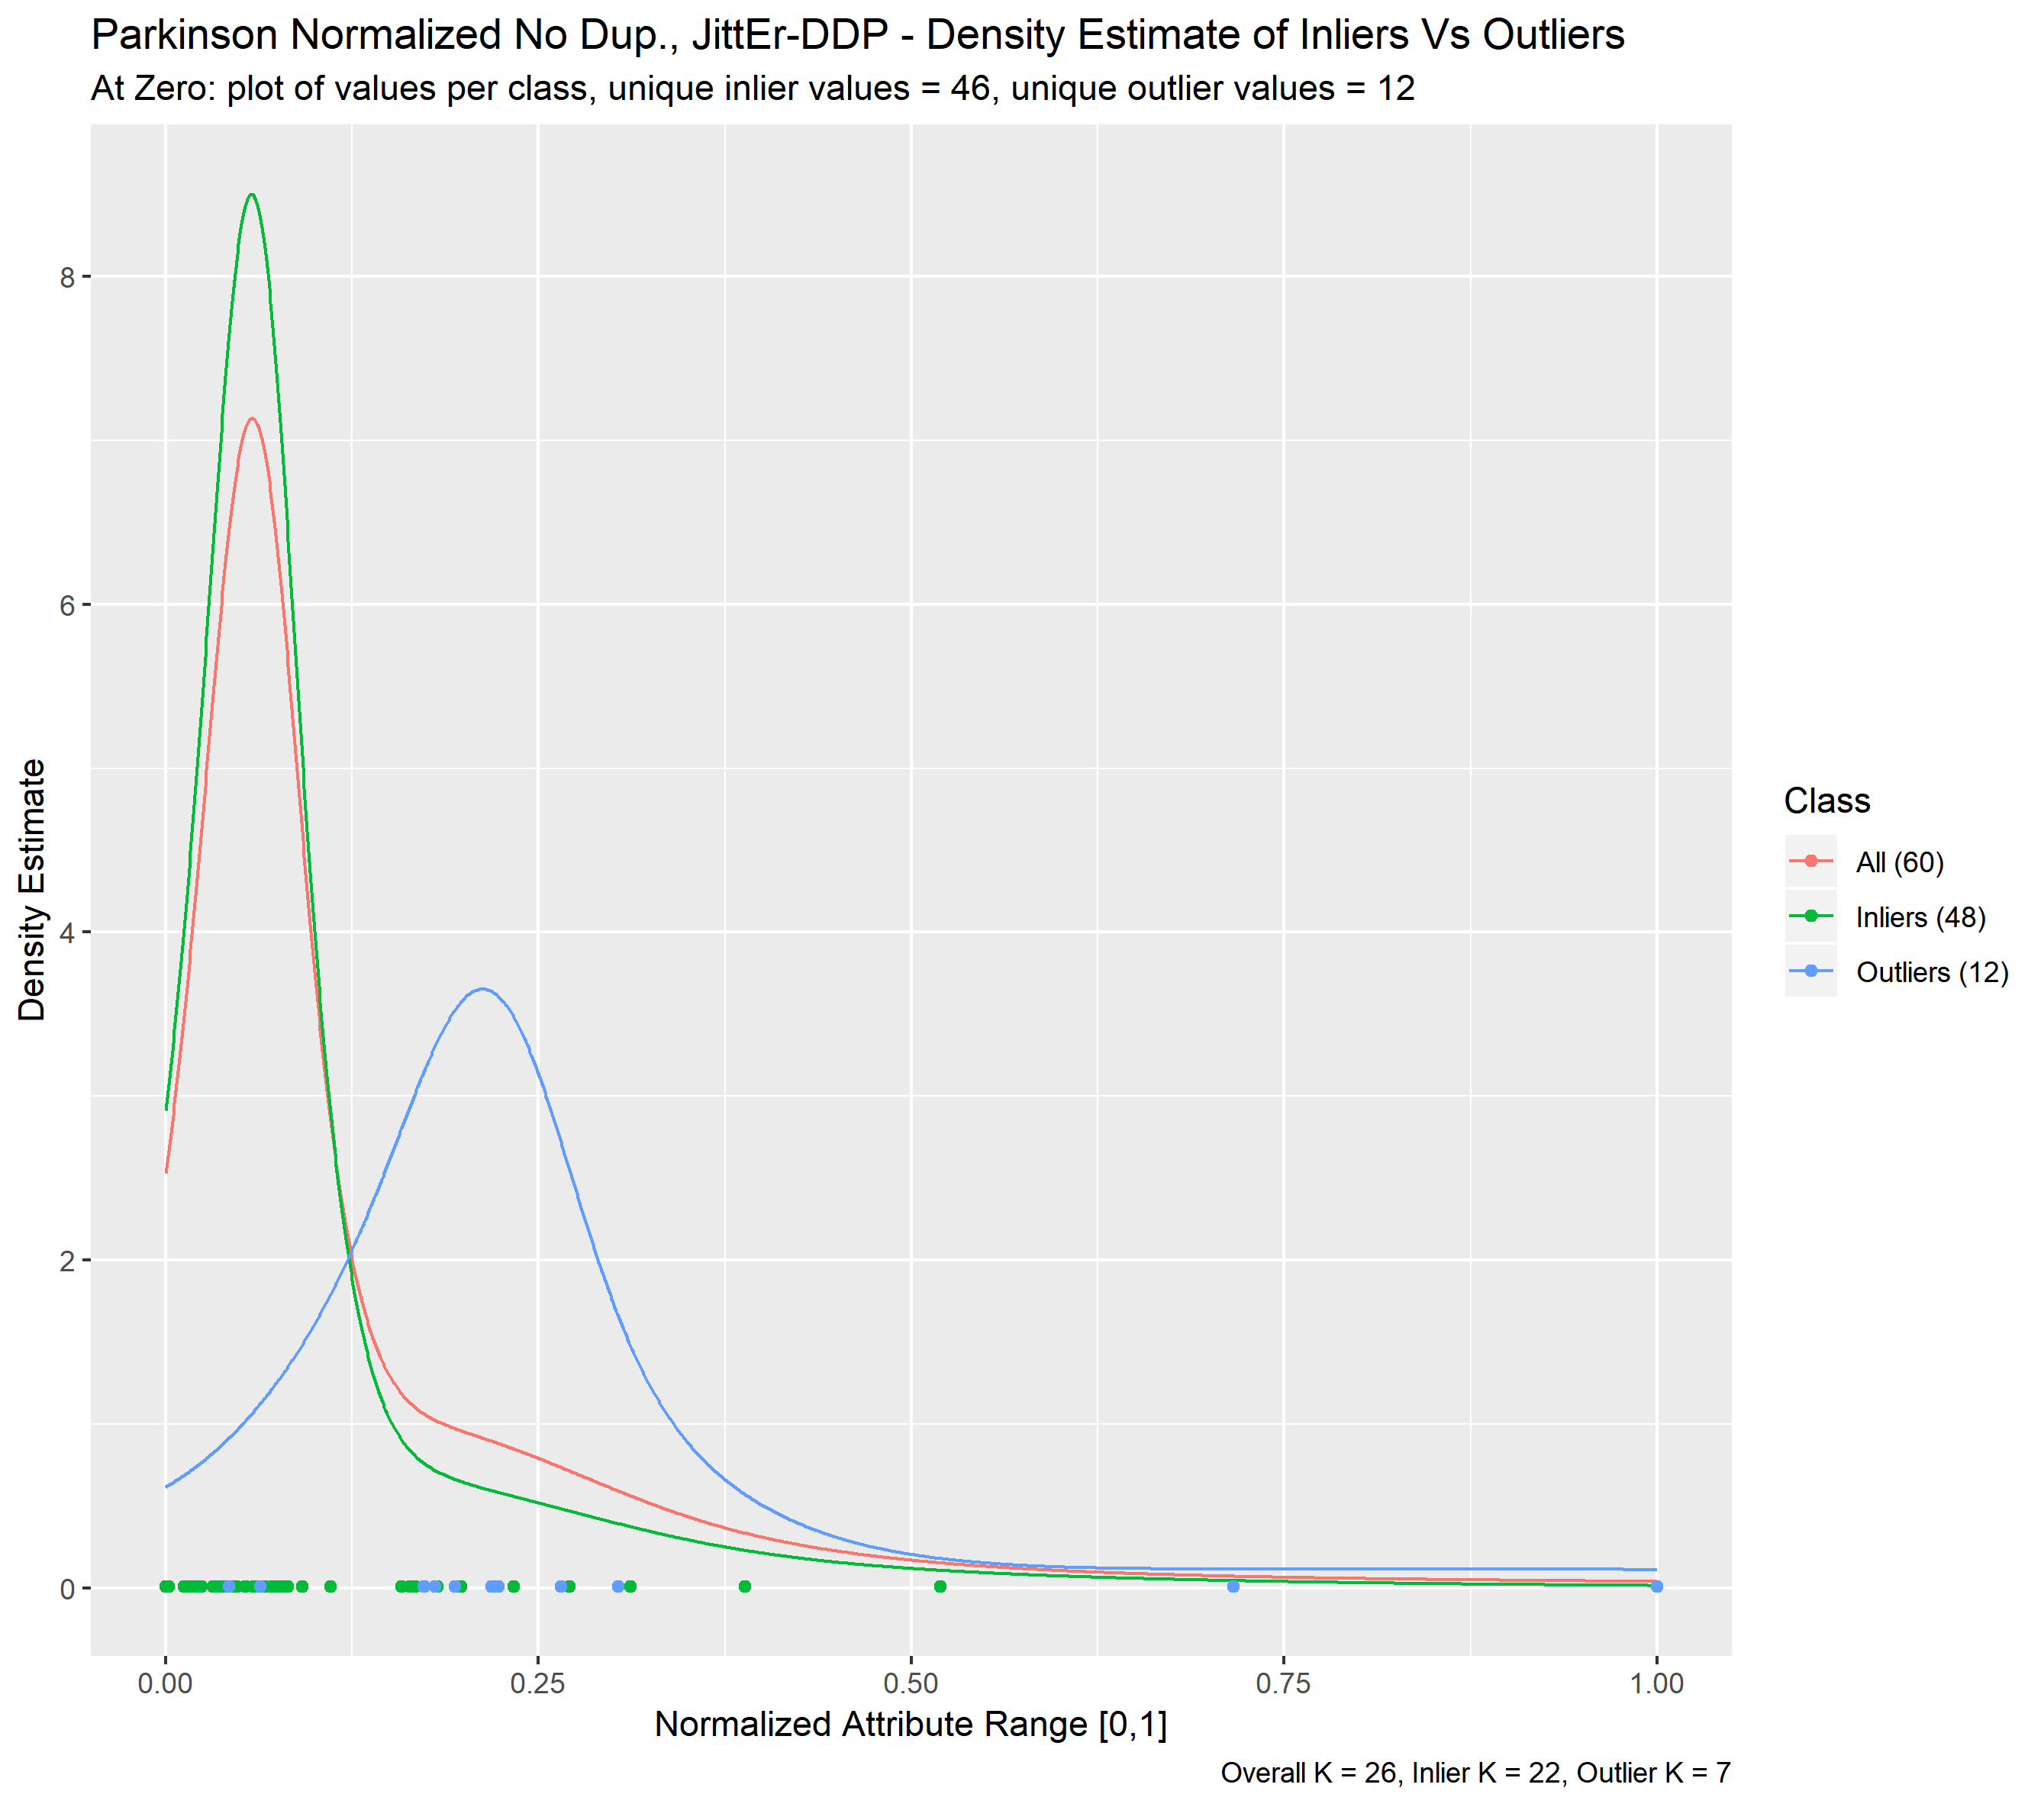 Parkinson Normalized No Dup., JittEr-DDP - Density Estimate of Inliers Vs Outliers
At Zero: plot of values per class, unique inlier values = 46, unique outlier values = 12
Density Estimate
8
6
4
2
0
0.00 0.25 0.50 0.75 1.00
Normalized Attribute Range [0,1]
Class
All (60)
Inliers (48)
Outliers (12)
Overall K = 26, Inlier K = 22, Outlier K = 7